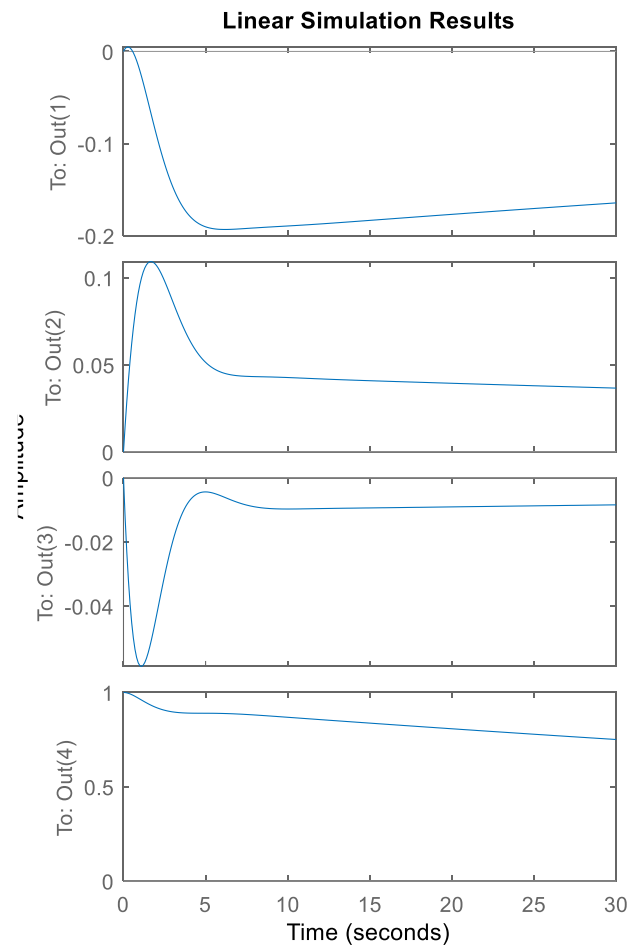 Linear Simulation Results
To: Out(1)
0
-0.1
-0.2
To: Out(2)
0.1
0.05
0
Amplitude
To: Out(3)
0
-0.02
-0.04
To: Out(4)
1
0.5
0
0 5 10 15 20 25 30
Time (seconds)